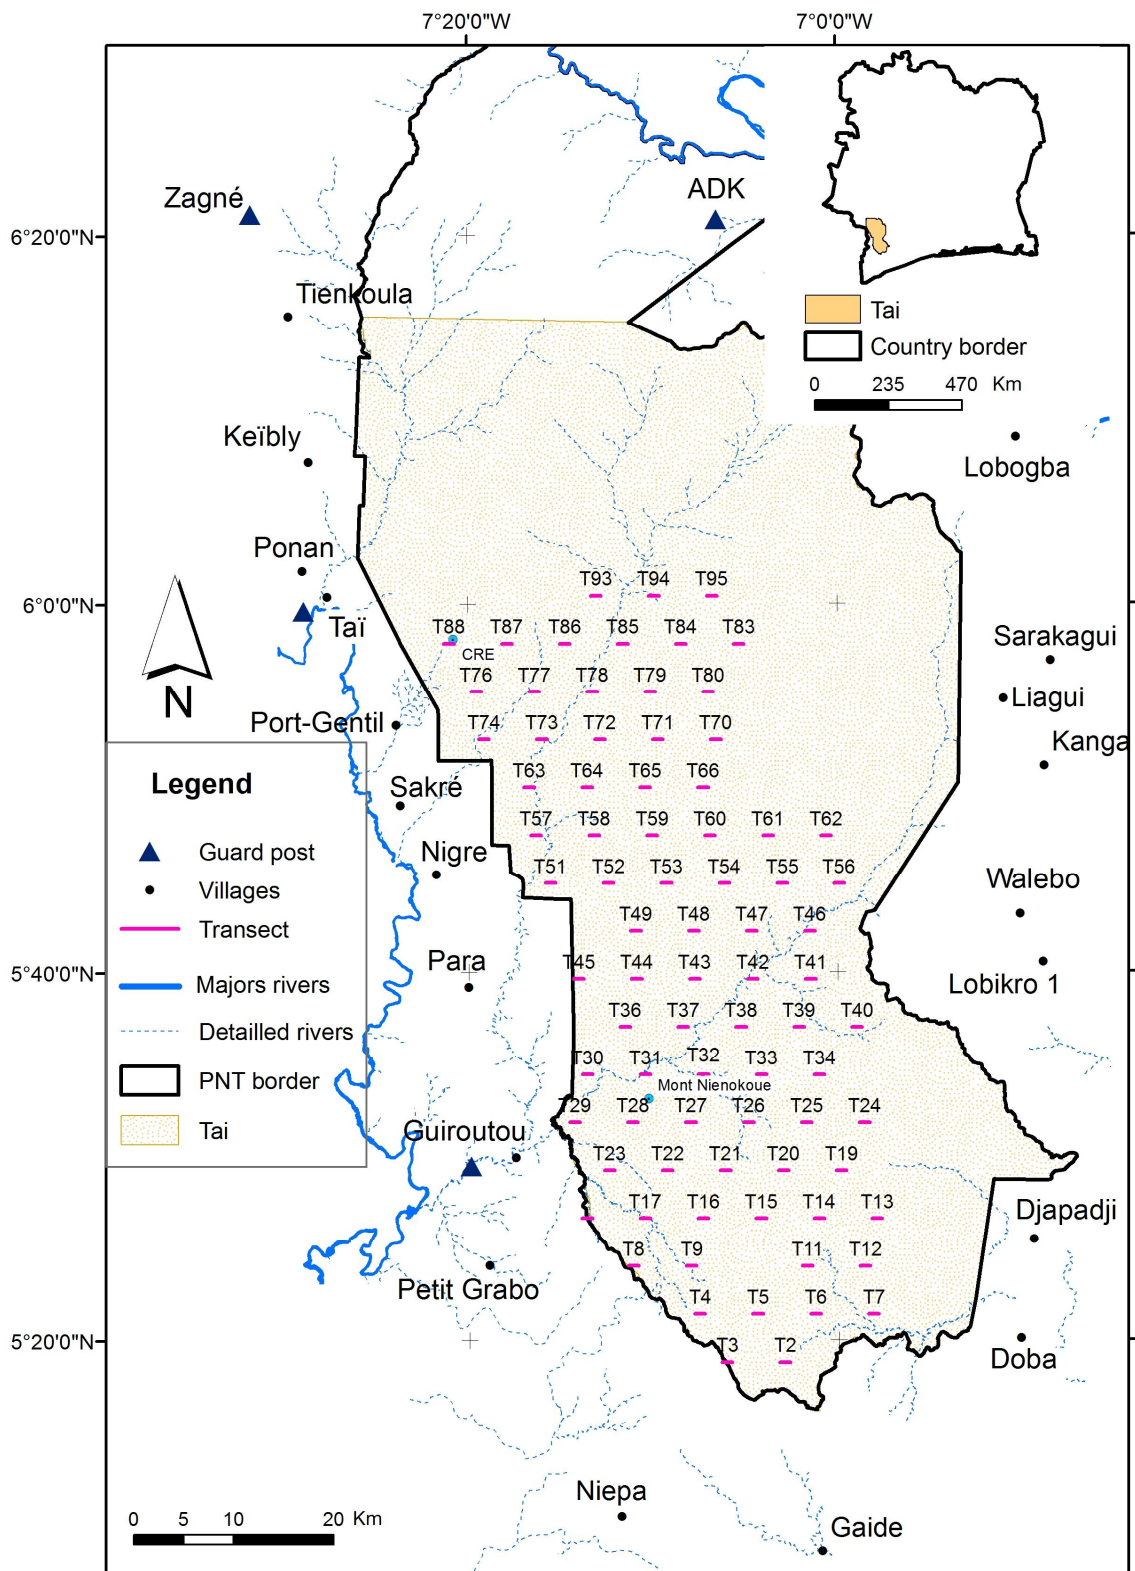 7°20'0"W 7°0'0"W
Zagné
ADK
6°20'0"N
Tienkoula
Tai
Country border
0 235 470 Km
Keïbly
Lobogba
Ponan
T93 T94 T95
6°0'0"N
Taï
T88 T87 T86 T85 T84 T83
Sarakagui
CRE
T76 T77 T78 T79 T80
N
Liagui
Port-Gentil
T74 T73 T72 T71 T70
Kanga
T63 T64 T65 T66
Sakré
T57 T58 T59 T60 T61 T62
Nigre
T51 T52 T53 T54 T55 T56
Walebo
T49 T48 T47 T46
Para
5°40'0"N
T45 T44 T43 T42 T41
Lobikro 1
T36 T37 T38 T39 T40
T30 T31 T32 T33 T34
Mont Nienokoue
T29 T28 T27 T26 T25 T24
Guiroutou
T23 T22 T21 T20 T19
T17 T16 T15 T14 T13
Djapadji
T8 T9 T11 T12
Petit Grabo
T4 T5 T6 T7
5°20'0"N
T3 T2
Doba
Niepa
Gaide
Legend
Guard post
Villages
Transect
Majors rivers
Detailled rivers
PNT border
Tai
0 5 10 20 Km